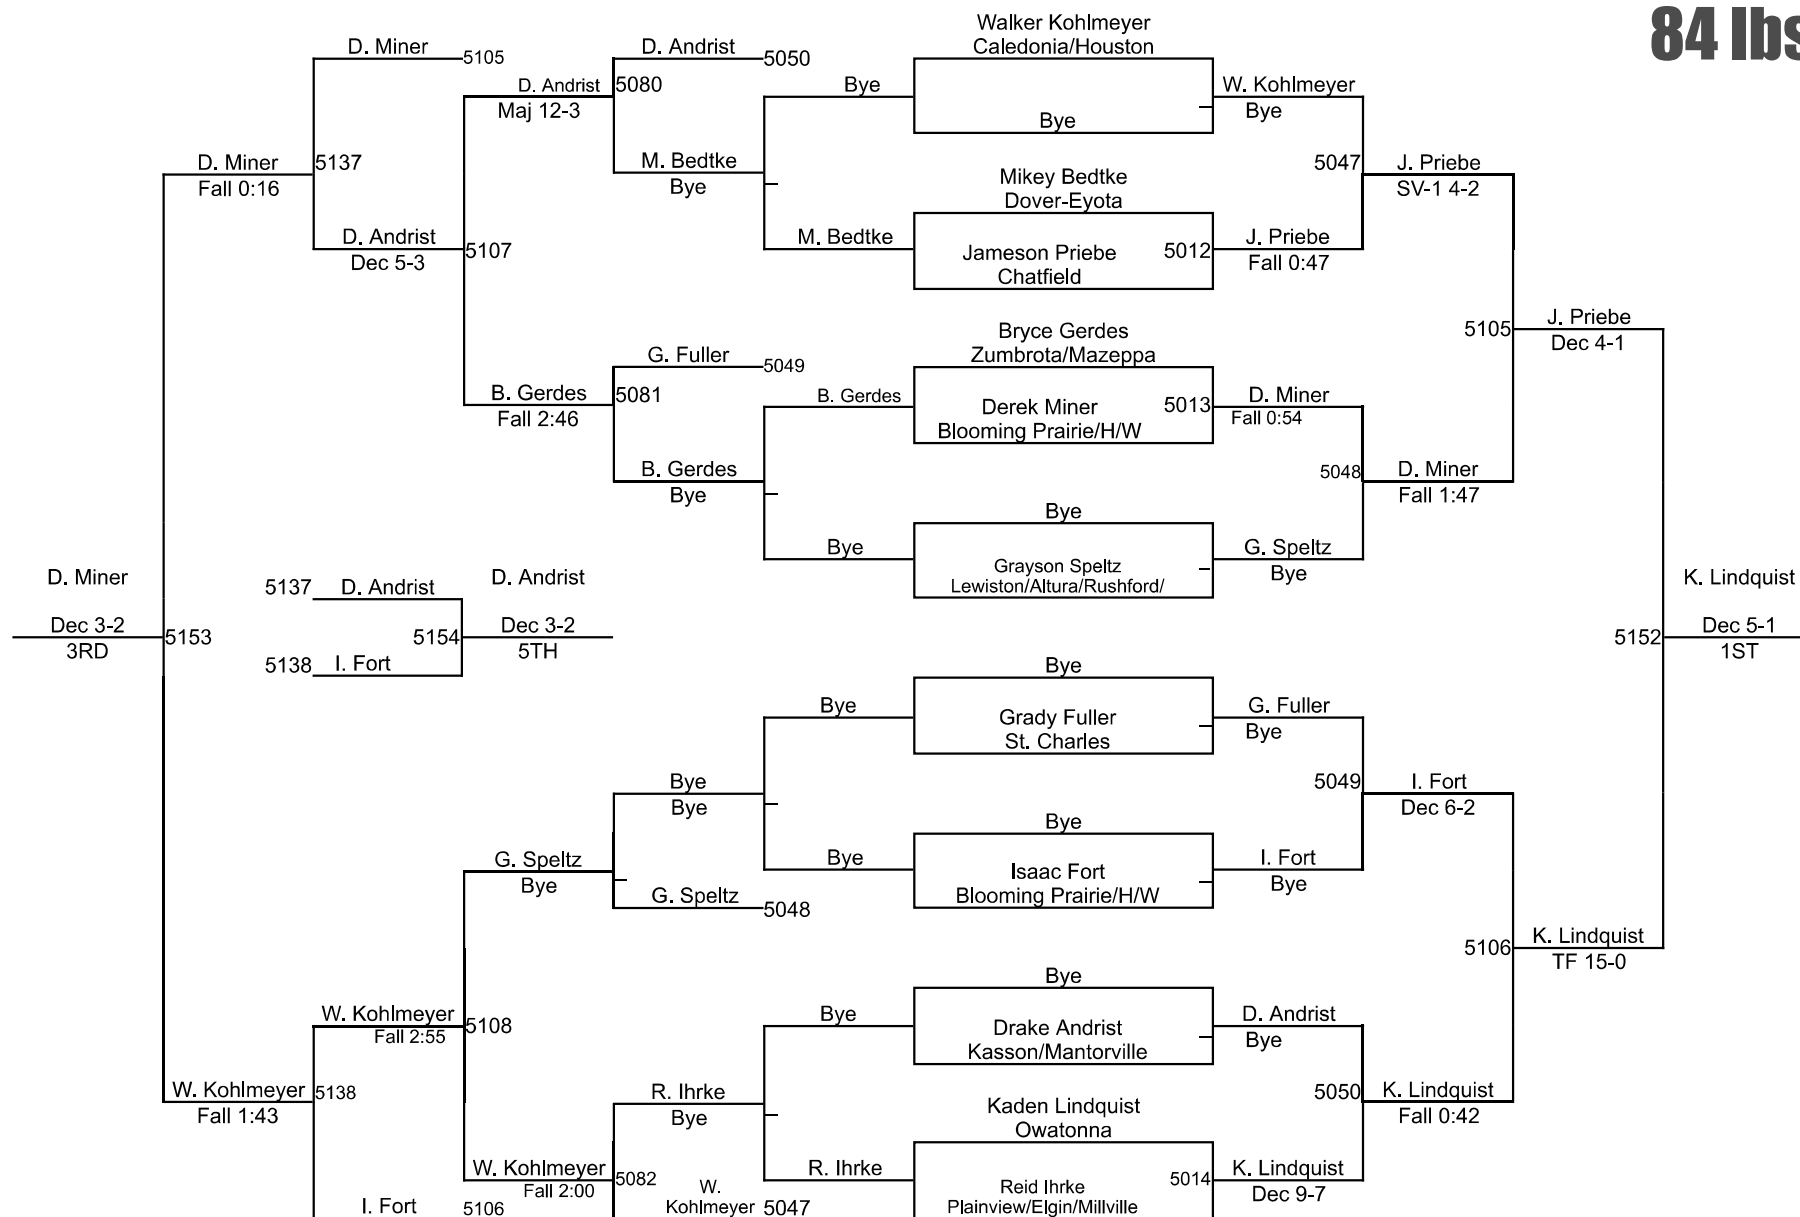 84 lbs
Walker Kohlmeyer
Caledonia/Houston
D. Miner
5105
D. Andrist
5050
D. Andrist
5080
Maj 12-3
Bye
W. Kohlmeyer
Bye
Bye
D. Miner
5137
Fall 0:16
M. Bedtke
Bye
Mikey Bedtke
Dover-Eyota
5047
J. Priebe
SV-1 4-2
D. Andrist
Dec 5-3
5107
M. Bedtke
Jameson Priebe
Chatfield
5012
J. Priebe
Fall 0:47
Bryce Gerdes
Zumbrota/Mazeppa
5105
J. Priebe
Dec 4-1
G. Fuller
5049
B. Gerdes
5081
Fall 2:46
B. Gerdes
Derek Miner
Blooming Prairie/H/W
5013
D. Miner
Fall 0:54
B. Gerdes
Bye
5048
D. Miner
Fall 1:47
Bye
Bye
Grayson Speltz
Lewiston/Altura/Rushford/
G. Speltz
Bye
D. Miner
5137
D. Andrist
D. Andrist
K. Lindquist
Dec 3-2
3RD
5153
5154
Dec 3-2
5TH
5152
Dec 5-1
1ST
5138
I. Fort
Bye
Bye
Grady Fuller
St. Charles
G. Fuller
Bye
Bye
Bye
5049
I. Fort
Dec 6-2
Bye
G. Speltz
Bye
Bye
Isaac Fort
Blooming Prairie/H/W
I. Fort
Bye
G. Speltz
5048
5106
K. Lindquist
TF 15-0
Bye
W. Kohlmeyer
Fall 2:55
5108
Bye
Drake Andrist
Kasson/Mantorville
D. Andrist
Bye
W. Kohlmeyer
Fall 1:43
5138
R. Ihrke
Bye
Kaden Lindquist
Owatonna
5050
K. Lindquist
Fall 0:42
W. Kohlmeyer
Fall 2:00
5082
R. Ihrke
Reid Ihrke
Plainview/Elgin/Millville
5014
K. Lindquist
Dec 9-7
I. Fort
5106
W.
Kohlmeyer
5047